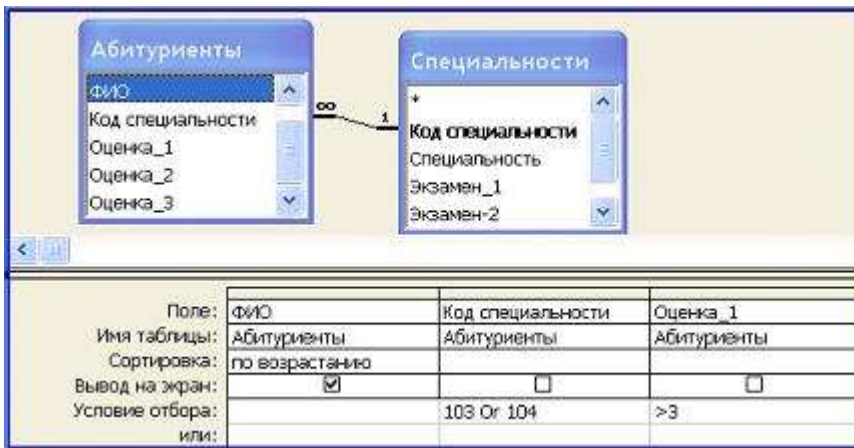 Абитуриенты
ФИО
Код специальности
Оценка_1
Оценка_2
Оценка_3
∞ 1
Специальности
*
Код специальности
Специальность
Экзамен_1
Экзамен-2
Поле: ФИО Код специальности Оценка_1
Имя таблицы: Абитуриенты Абитуриенты Абитуриенты
Сортировка: по возрастанию
Вывод на экран:
Условие отбора: 103 Or 104 >3
или: